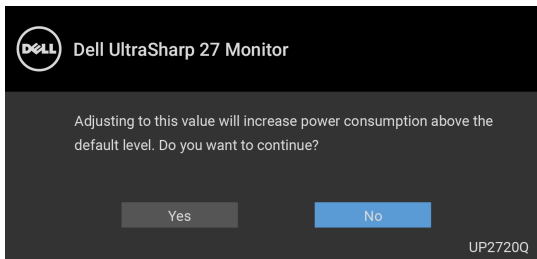 DELL Dell UltraSharp 27 Monitor
Adjusting to this value will increase power consumption above the
default level. Do you want to continue?
Yes No
UP2720Q